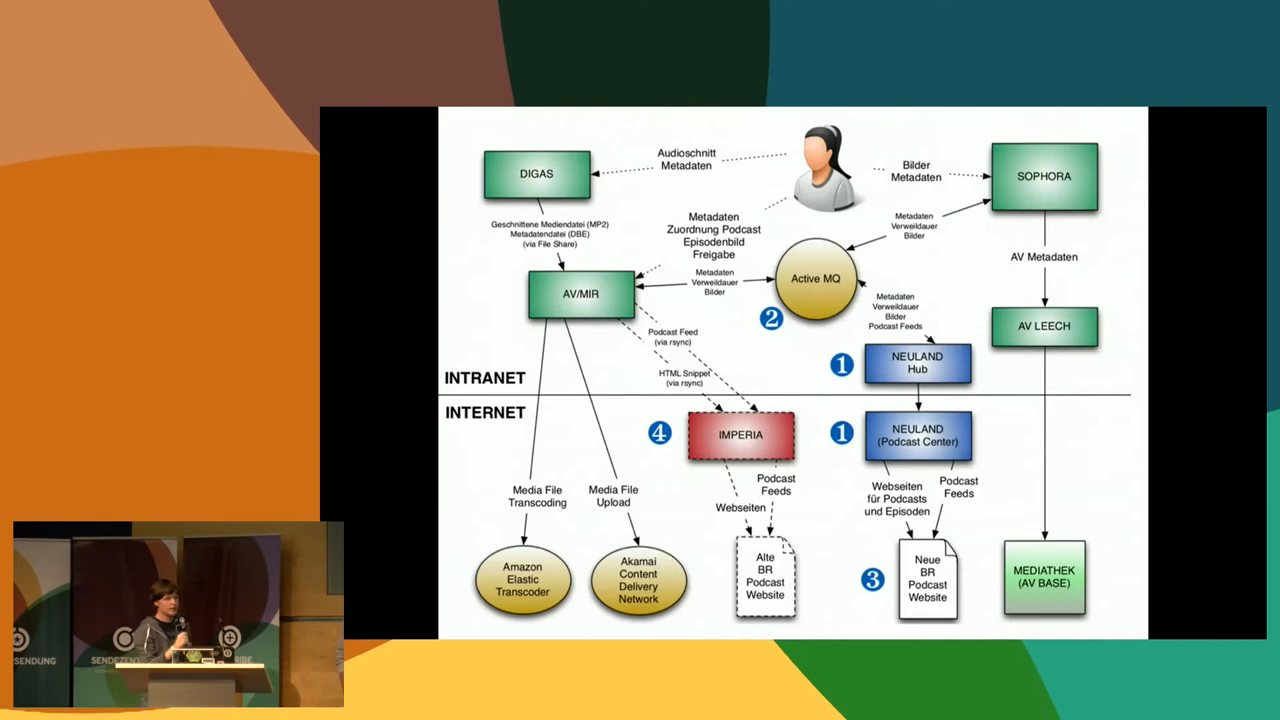 DIGAS
Audioschnitt
Metadaten
Bilder
Metadaten
SOPHORA
Geschnittene Mediendatei (MP2)
Metadatendatei (DBE)
(via File Share)
Metadaten
Zuordnung Podcast
Episodenbild
Freigabe
Metadaten
Verweildauer
Bilder
AV Metadaten
AV/MIR
Metadaten
Verweildauer
Bilder
Active MQ
2
Metadaten
Verweildauer
Bilder
Podcast Feeds
AV LEECH
Podcast Feed
(via rsync)
HTML Snippet
(via rsync)
1
NEULAND
Hub
INTRANET
INTERNET
4
IMPERIA
1
NEULAND
(Podcast Center)
Media File
Transcoding
Media File
Upload
Webseiten
Podcast
Feeds
Webseiten
für Podcasts
und Episoden
Podcast
Feeds
Amazon
Elastic
Transcoder
Akamai
Content
Delivery
Network
Alte
BR
Podcast
Website
3
Neue
BR
Podcast
Website
MEDIATHEK
(AV BASE)
SENDUNG
SENDEZEN
RIBE